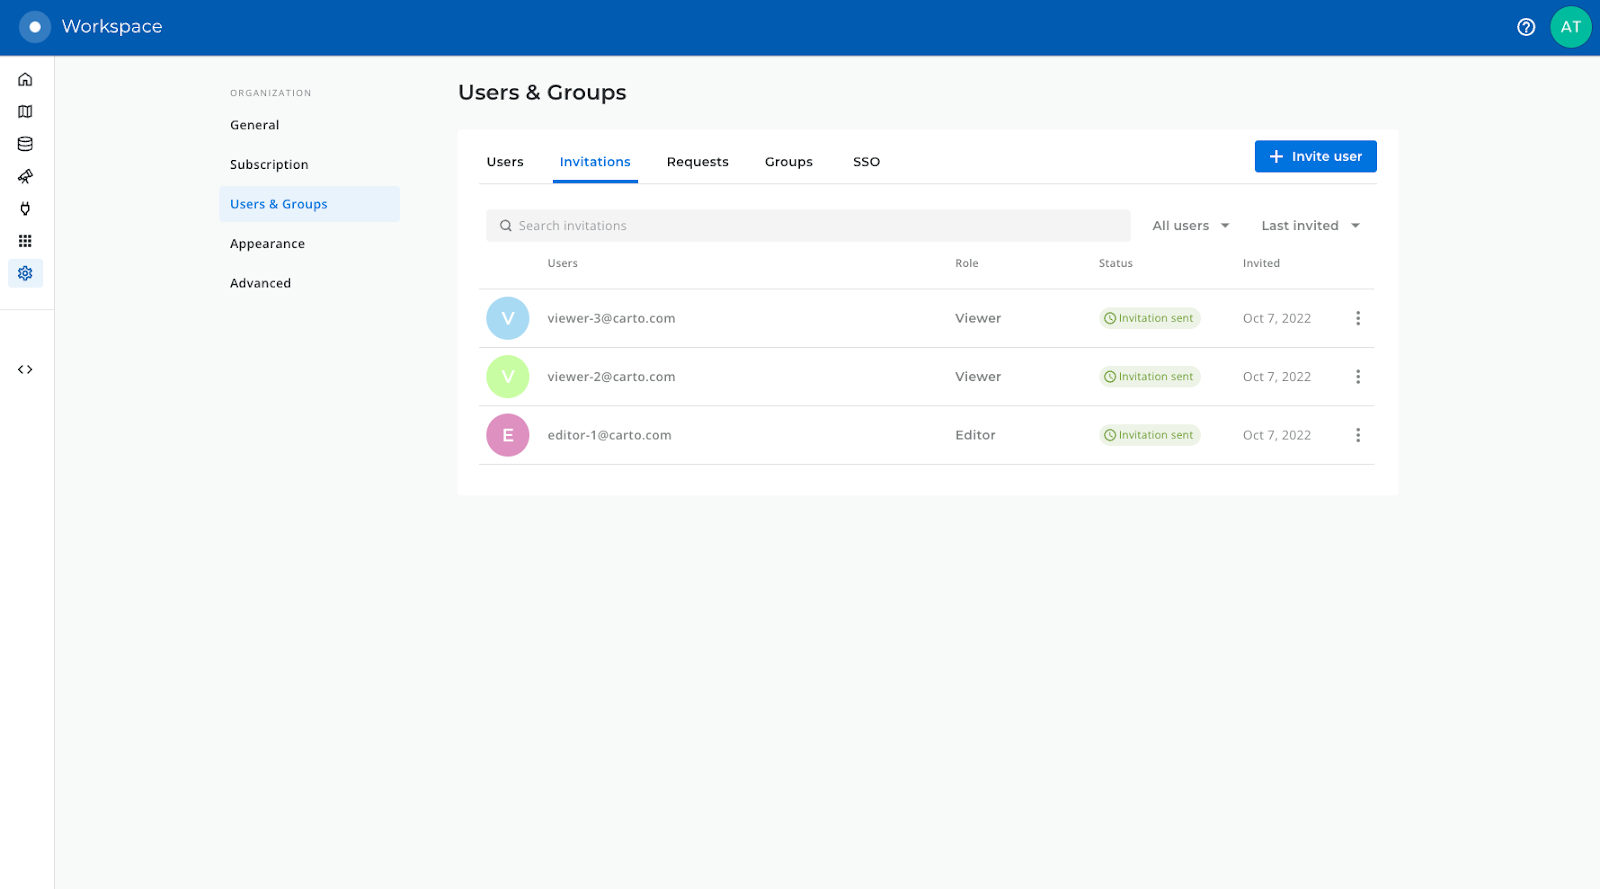 Workspace
AT
ORGANIZATION
General
Subscription
Users & Groups
Appearance
Advanced
Users & Groups
Users Invitations Requests Groups SSO
Invite user
Search invitations All users Last invited
Users Role Status Invited
V viewer-3@carto.com Viewer Invitation sent Oct 7, 2022
V viewer-2@carto.com Viewer Invitation sent Oct 7, 2022
E editor-1@carto.com Editor Invitation sent Oct 7, 2022